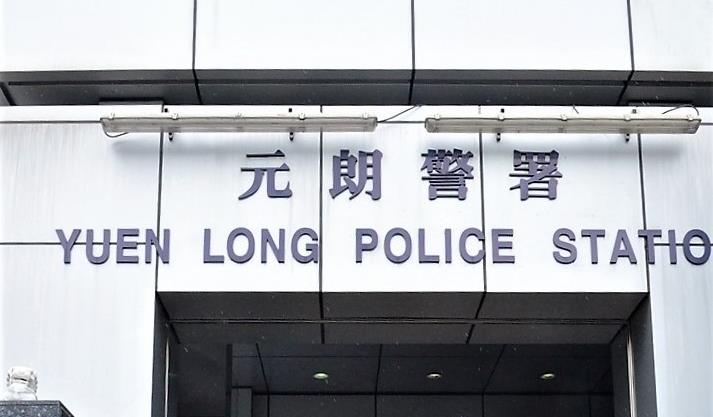 元朗警署
YUEN LONG POLICE STATIO